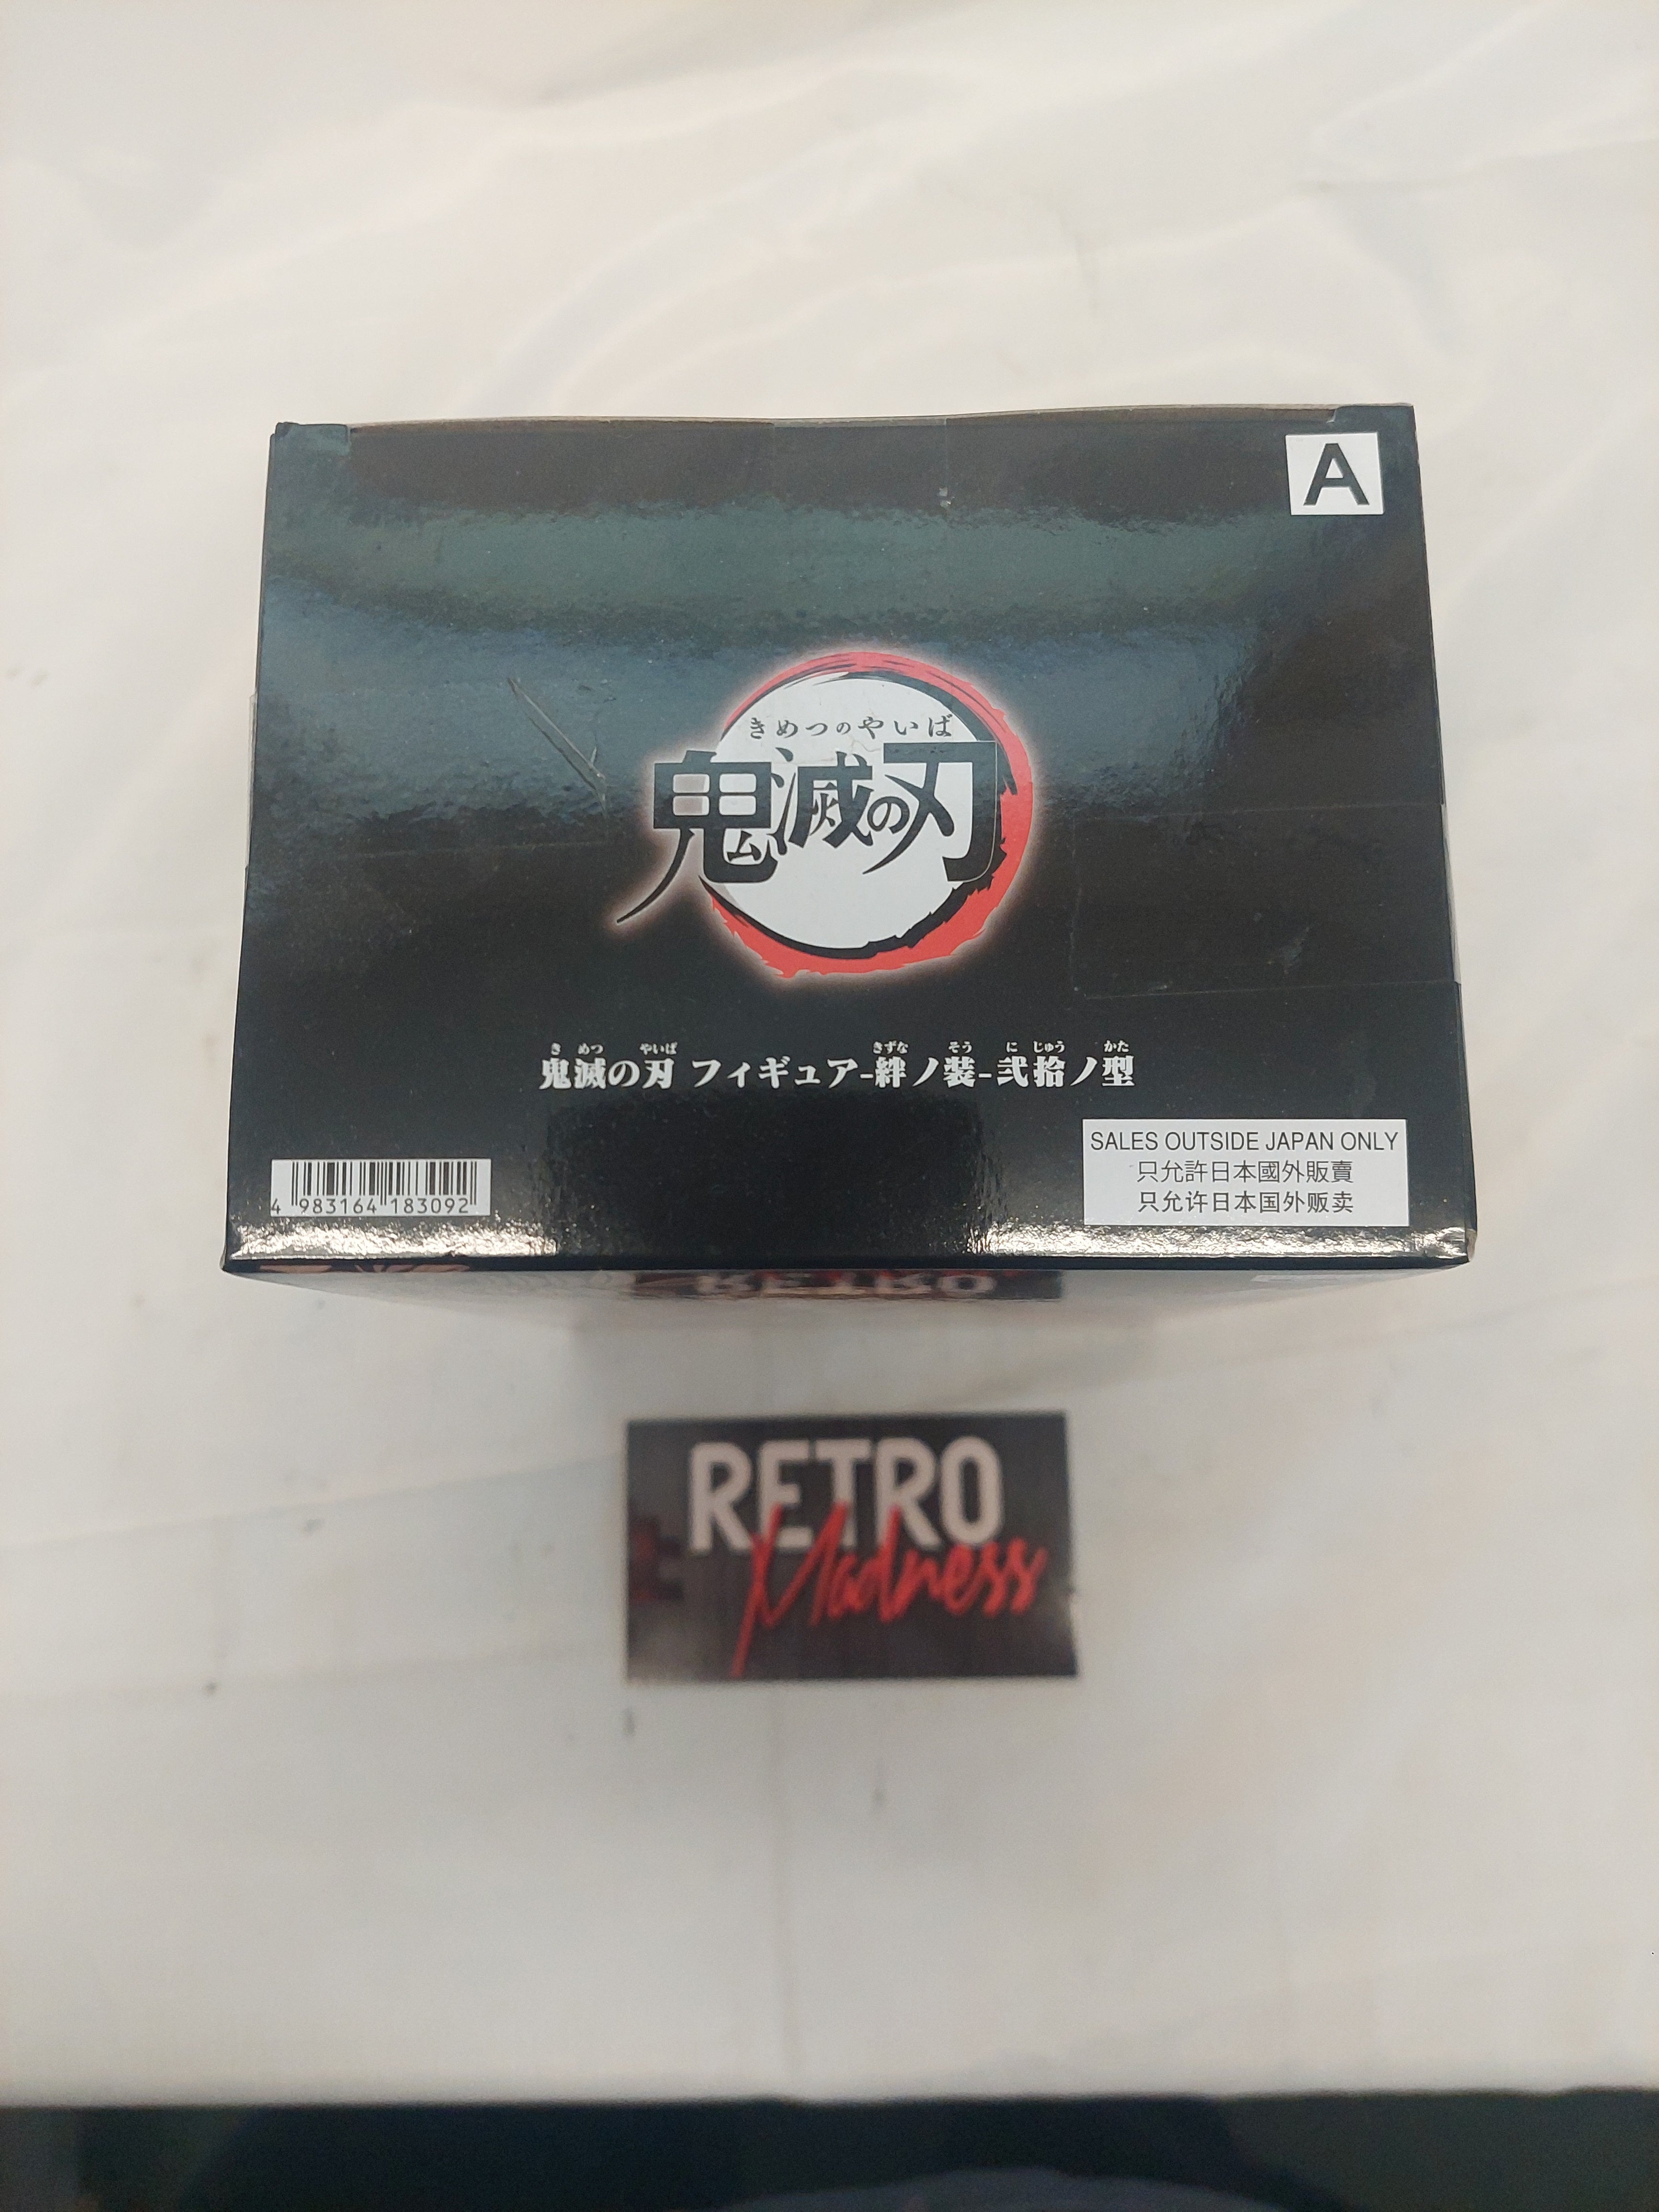 A
きめつのやいば
鬼滅の刃
き めつ やいば きずな そう に じゅう かた
鬼滅の刃 フィギュア-絆ノ装-弐拾ノ型
SALES OUTSIDE JAPAN ONLY
只允許日本國外販賣
只允许日本国外贩卖
4 983164 183092
RETRO
RETRO
Madness